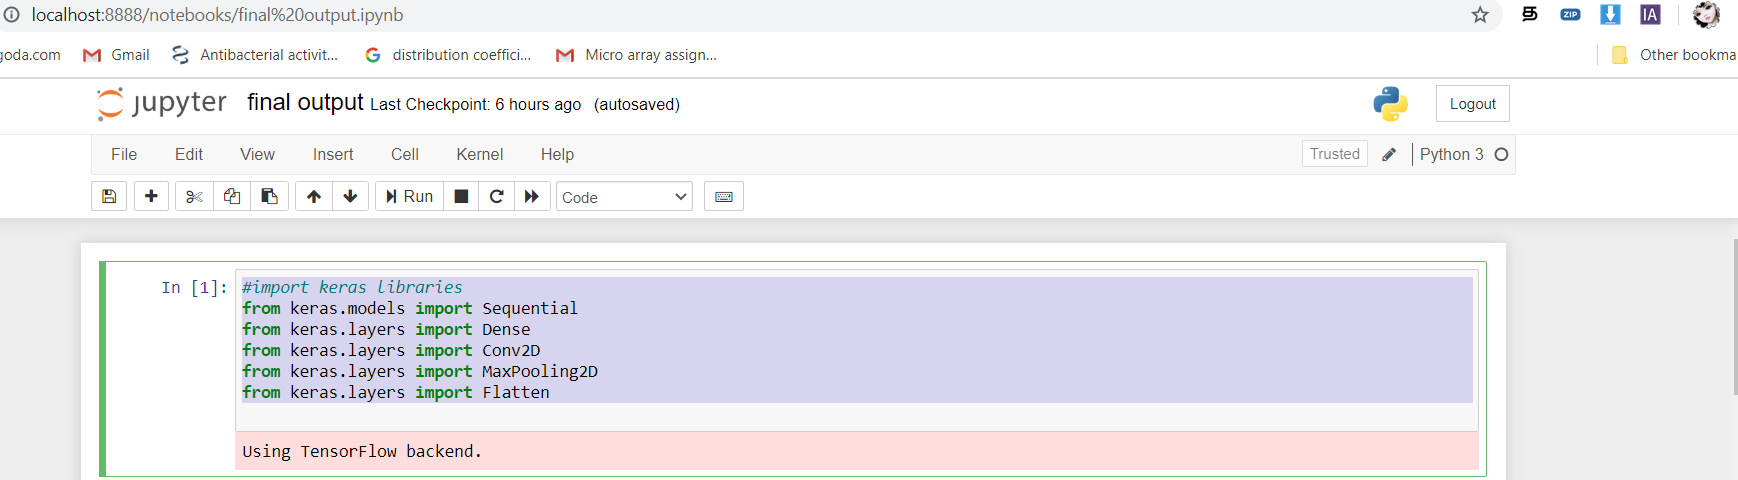 localhost:8888/notebooks/final%20output.ipynb
ZIP IA
goda.com Gmail Antibacterial activit... distribution coeffici... Micro array assign... Other bookma
jupyter final output Last Checkpoint: 6 hours ago (autosaved) Logout
File Edit View Insert Cell Kernel Help Trusted Python 3
Run Code
In [1]: #import keras libraries
from keras.models import Sequential
from keras.layers import Dense
from keras.layers import Conv2D
from keras.layers import MaxPooling2D
from keras.layers import Flatten
Using TensorFlow backend.